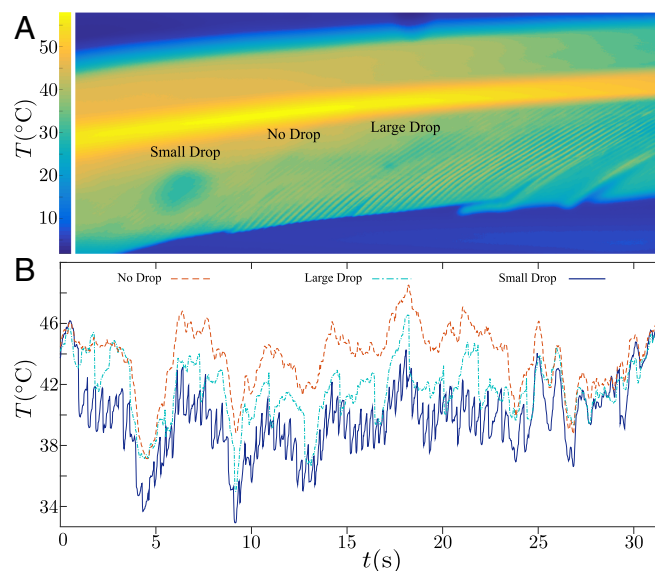 A
T(°C)
50
40
30
20
10
Small Drop
No Drop
Large Drop
B
No Drop
Large Drop
Small Drop
T(°C)
46
42
38
34
0
5
10
15
20
25
30
t(s)